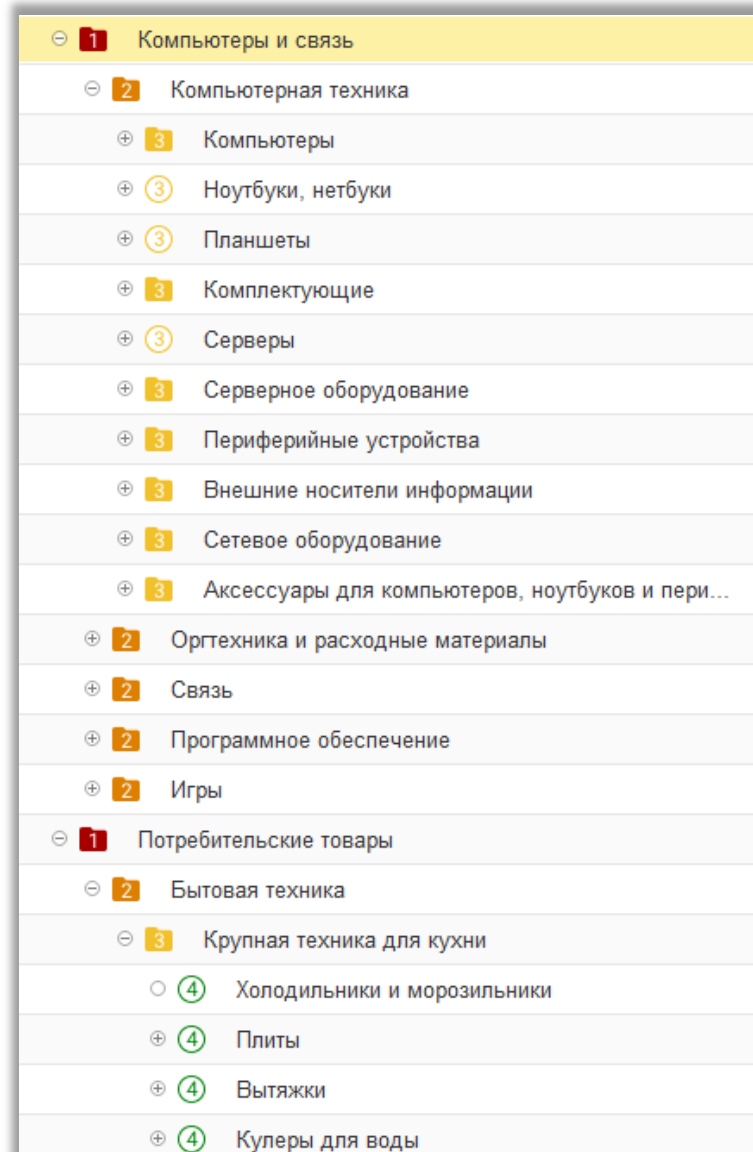 1 Компьютеры и связь
2 Компьютерная техника
3 Компьютеры
3 Ноутбуки, нетбуки
3 Планшеты
3 Комплектующие
3 Серверы
3 Серверное оборудование
3 Периферийные устройства
3 Внешние носители информации
3 Сетевое оборудование
3 Аксессуары для компьютеров, ноутбуков и пери...
2 Оргтехника и расходные материалы
2 Связь
2 Программное обеспечение
2 Игры
1 Потребительские товары
2 Бытовая техника
3 Крупная техника для кухни
4 Холодильники и морозильники
4 Плиты
4 Вытяжки
4 Кулеры для воды